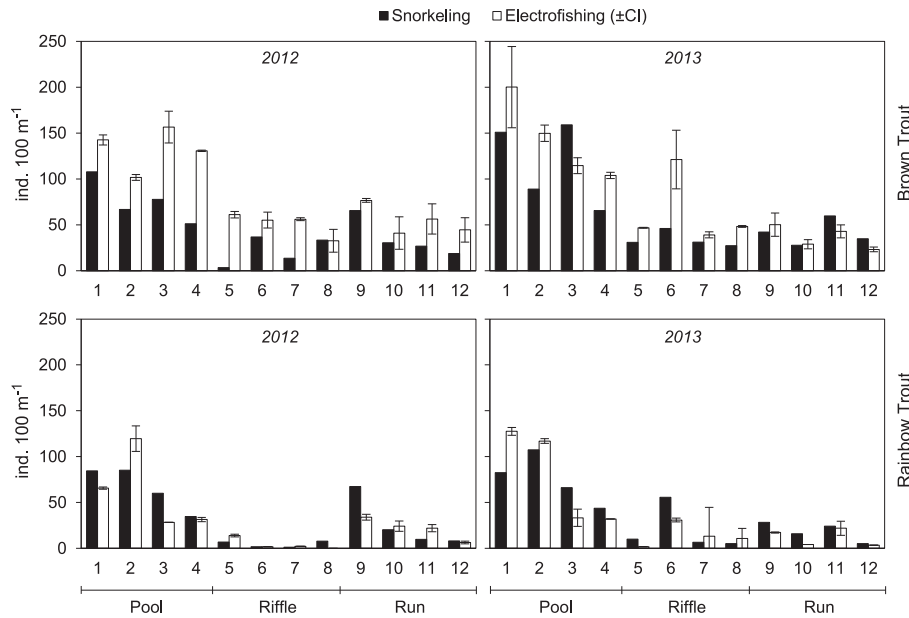 Snorkeling Electrofishing (±CI)
250 200 150 100 50 0
ind. 100 m⁻¹
2012
2013
Brown Trout
1 2 3 4 5 6 7 8 9 10 11 12
1 2 3 4 5 6 7 8 9 10 11 12
250 200 150 100 50 0
ind. 100 m⁻¹
2012
2013
Rainbow Trout
1 2 3 4 5 6 7 8 9 10 11 12
1 2 3 4 5 6 7 8 9 10 11 12
Pool Riffle Run
Pool Riffle Run